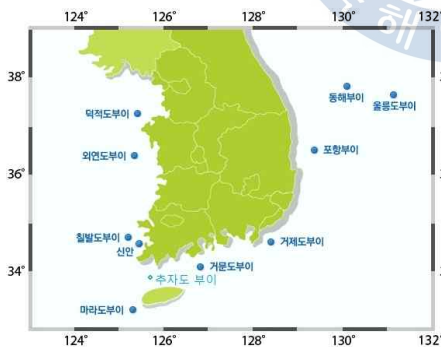 124°
126°
128°
130°
132°
해
38°
동해부이
울릉도부이
덕적도부이
외연도부이
포항부이
36°
칠발도부이
신안
거제도부이
거문도부이
34°
추자도 부이
마라도부이
124°
126°
128°
130°
132°